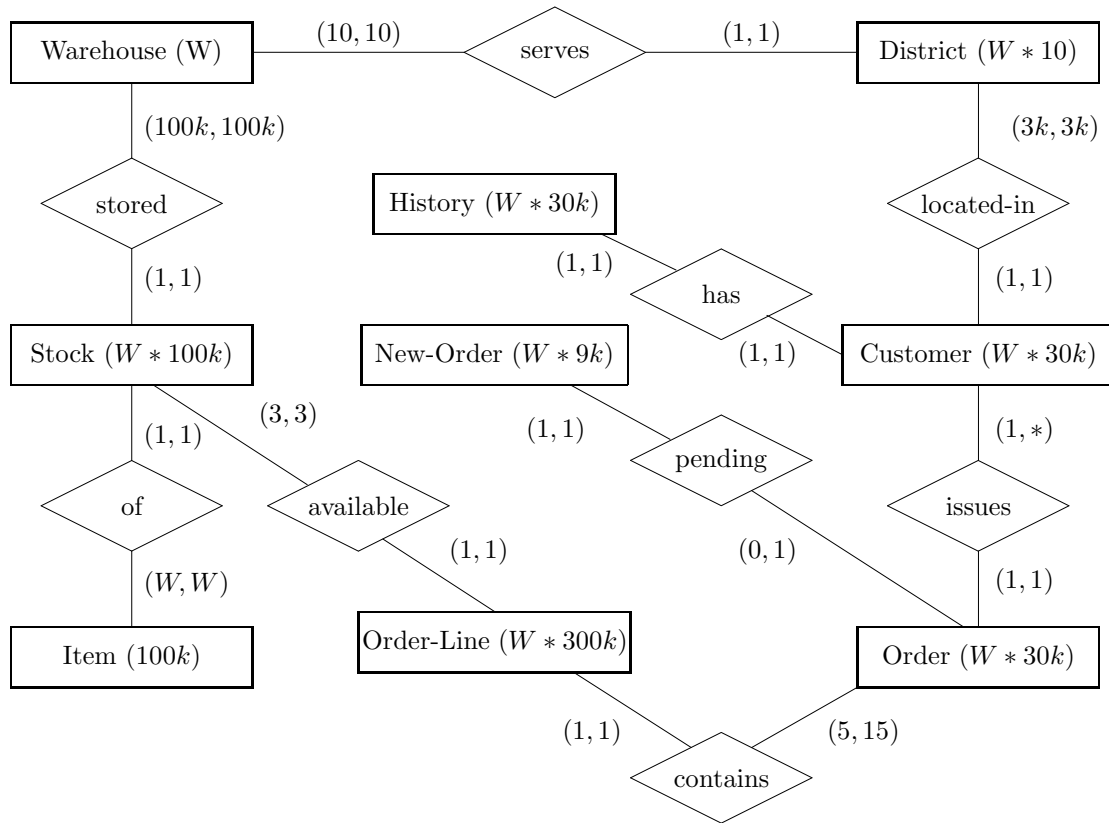 Warehouse (W)
(10, 10)
serves
(1, 1)
District (W ∗ 10)
(100k, 100k)
(3k, 3k)
stored
History (W ∗ 30k)
located-in
(1, 1)
(1, 1)
has
(1, 1)
Stock (W ∗ 100k)
New-Order (W ∗ 9k)
(1, 1)
Customer (W ∗ 30k)
(3, 3)
(1, 1)
(1, 1)
(1, ∗)
pending
of
available
issues
(1, 1)
(0, 1)
(W, W)
(1, 1)
Item (100k)
Order-Line (W ∗ 300k)
Order (W ∗ 30k)
(1, 1)
(5, 15)
contains